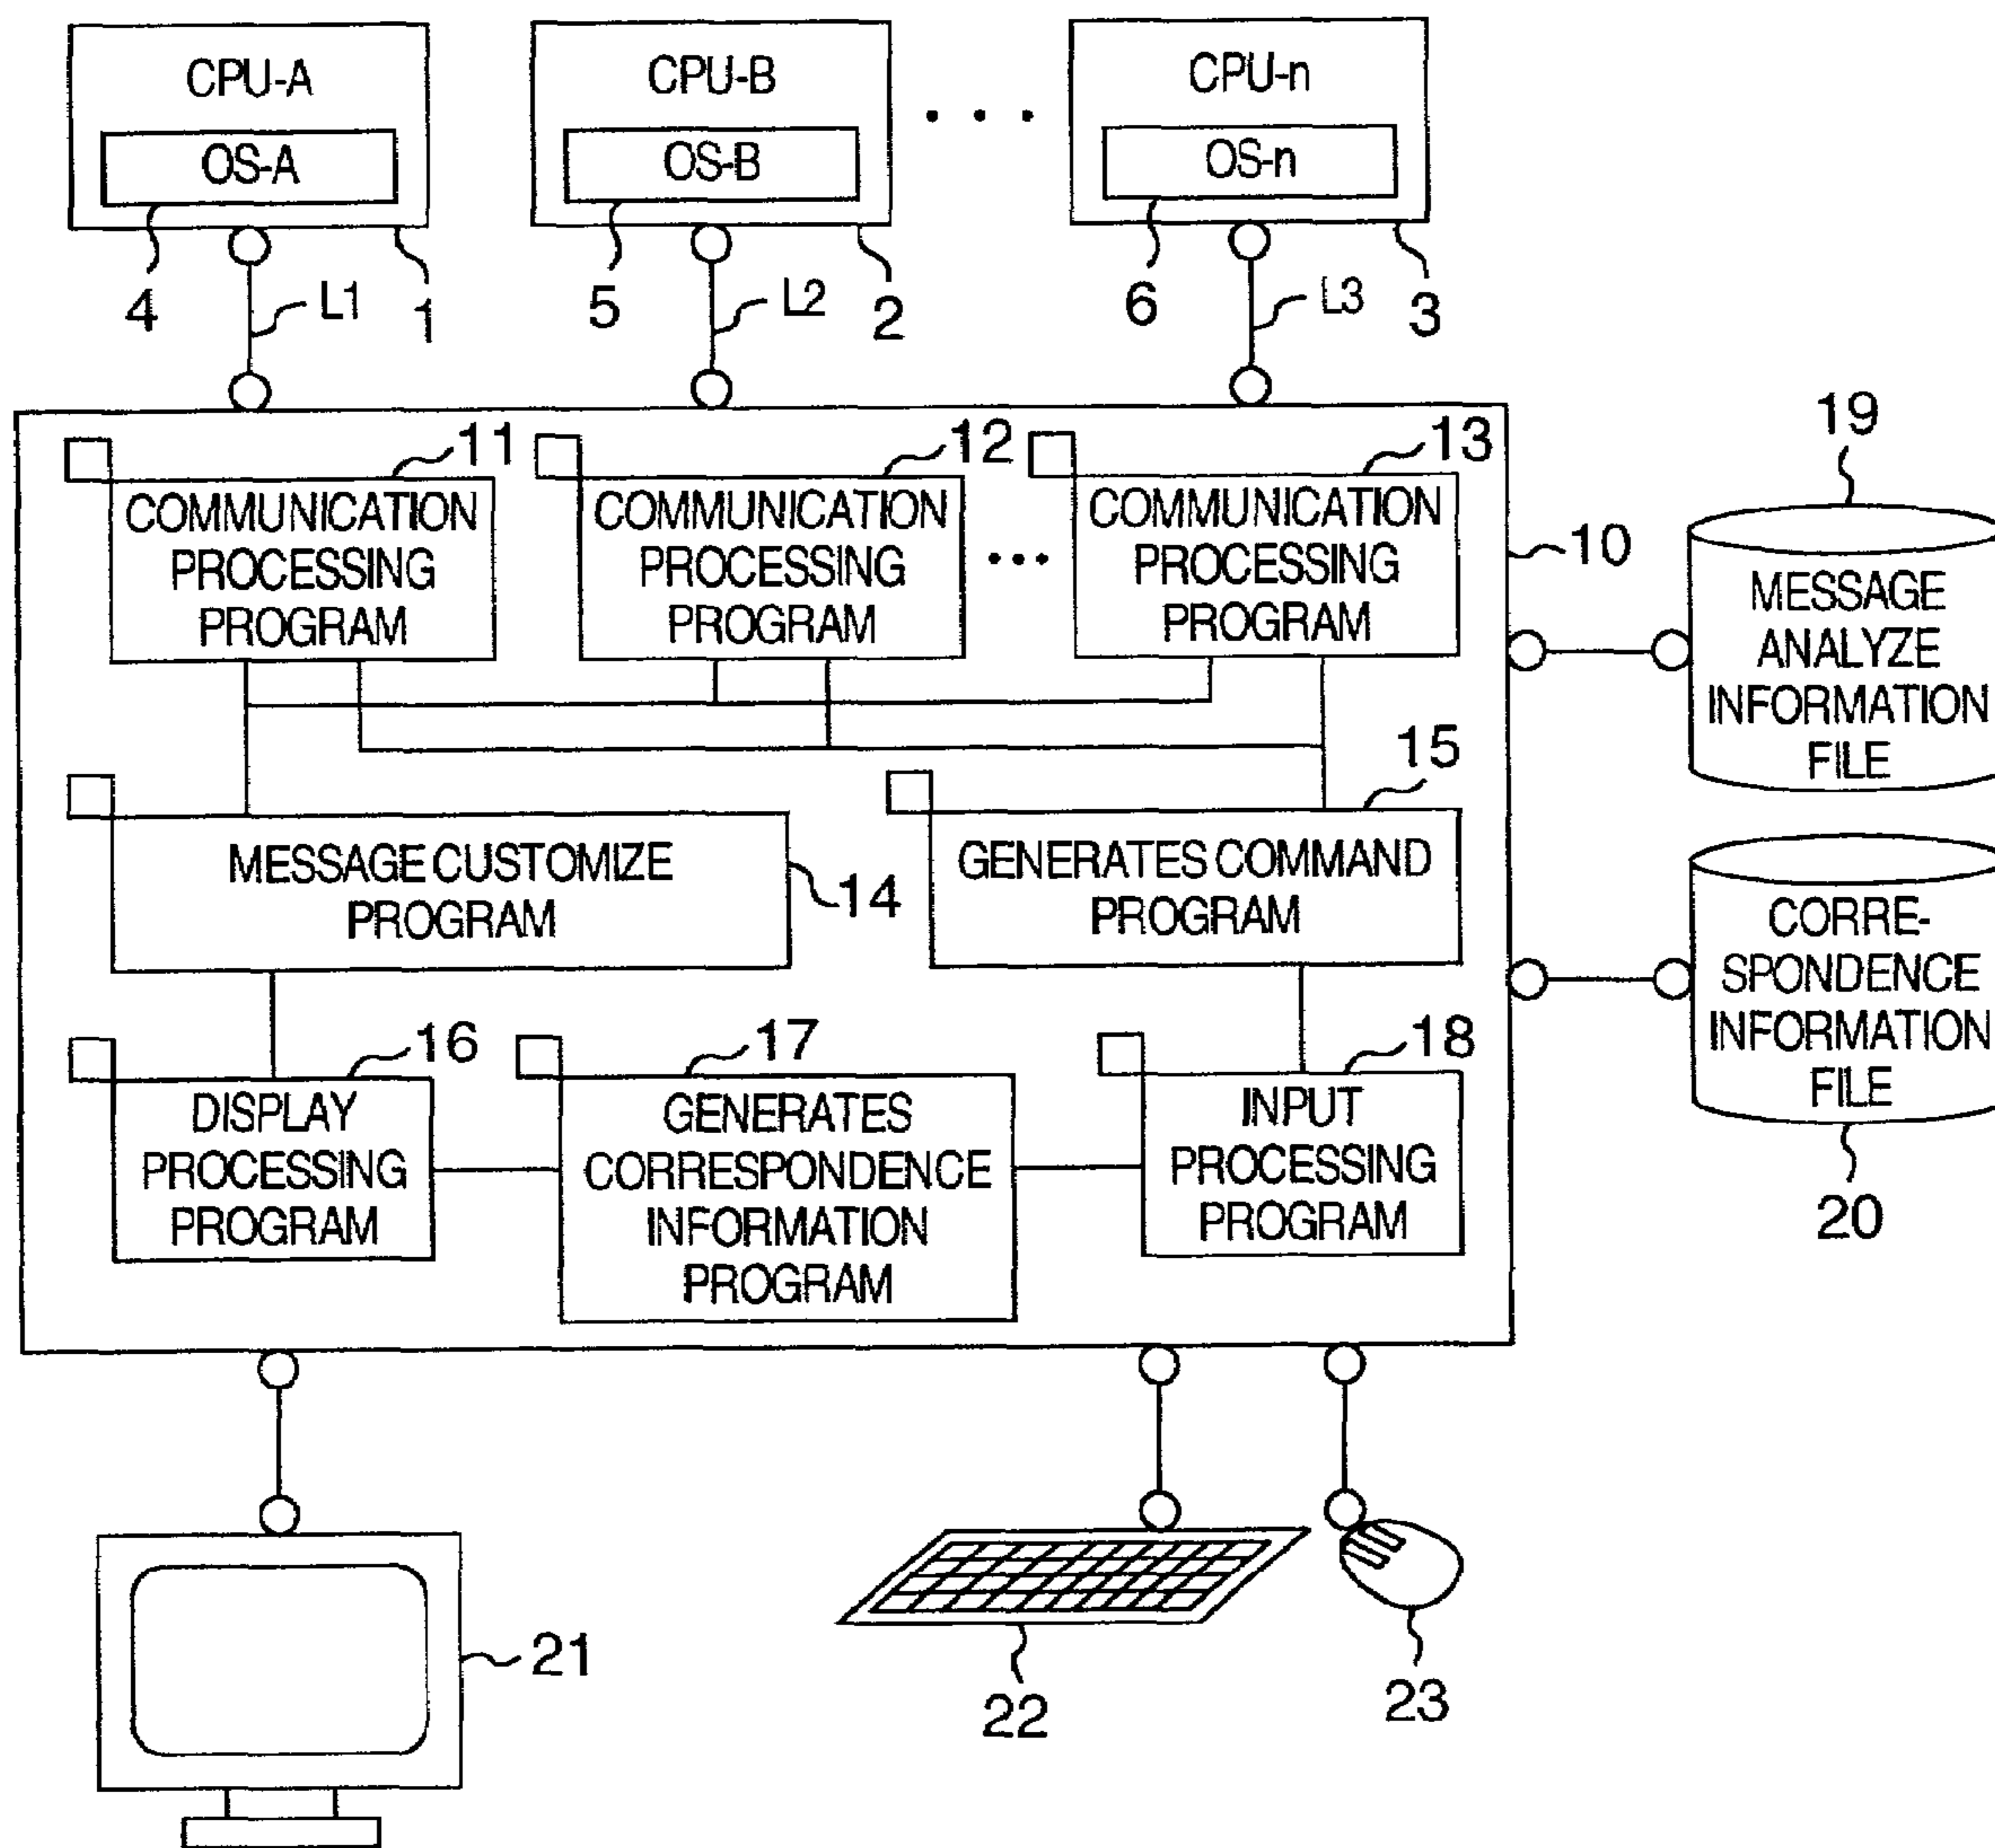 CPU-A
OS-A
CPU-B
OS-B
. . .
CPU-n
OS-n
4
L1
1
5
L2
2
6
L3
3
11
COMMUNICATION
PROCESSING
PROGRAM
12
COMMUNICATION
PROCESSING
PROGRAM
...
13
COMMUNICATION
PROCESSING
PROGRAM
10
19
MESSAGE
ANALYZE
INFORMATION
FILE
14
MESSAGE CUSTOMIZE
PROGRAM
15
GENERATES COMMAND
PROGRAM
CORRE-
SPONDENCE
INFORMATION
FILE
20
16
DISPLAY
PROCESSING
PROGRAM
17
GENERATES
CORRESPONDENCE
INFORMATION
PROGRAM
18
INPUT
PROCESSING
PROGRAM
21
22
23